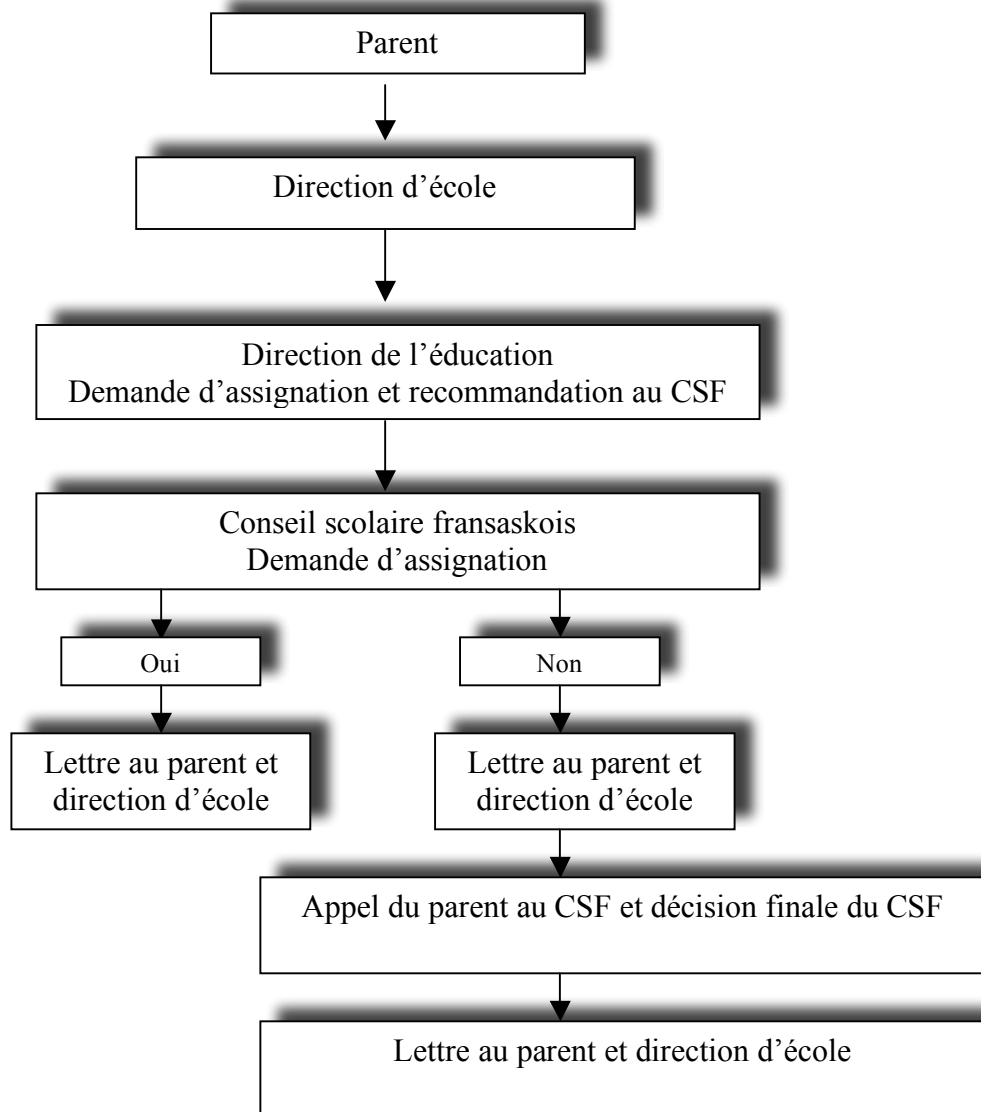 Parent
Direction d’école
Direction de l’éducation
Demande d’assignation et recommandation au CSF
Conseil scolaire fransaskois
Demande d’assignation
Oui
Non
Lettre au parent et
direction d’école
Lettre au parent et
direction d’école
Appel du parent au CSF et décision finale du CSF
Lettre au parent et direction d’école